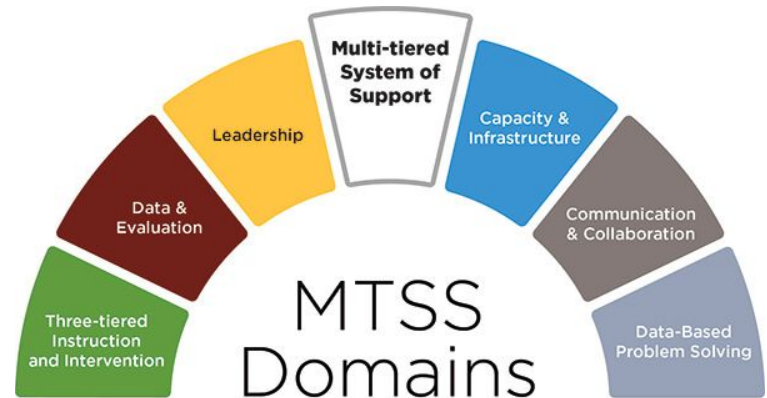 Three-tiered
Instruction
and Intervention
Data &
Evaluation
Leadership
Multi-tiered
System of
Support
Capacity &
Infrastructure
Communication
& Collaboration
Data-Based
Problem Solving
MTSS
Domains